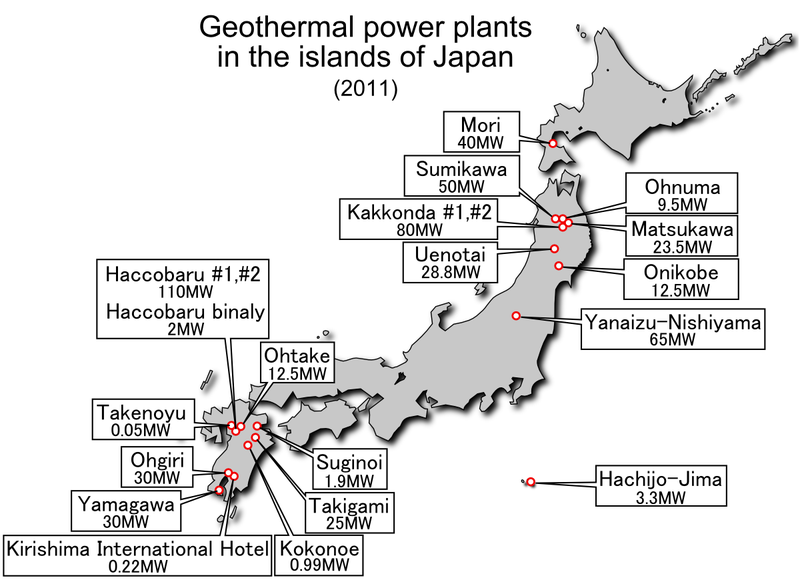 Geothermal power plants
in the islands of Japan
(2011)
Mori
40MW
Sumikawa
50MW
Ohnuma
9.5MW
Kakkonda #1,#2
80MW
Matsukawa
23.5MW
Uenotai
28.8MW
Onikobe
12.5MW
Haccobaru #1,#2
110MW
Haccobaru binaly
2MW
Yanaizu-Nishiyama
65MW
Ohtake
12.5MW
Takenoyu
0.05MW
Ohgiri
30MW
Suginoi
1.9MW
Hachijo-Jima
3.3MW
Yamagawa
30MW
Takigami
25MW
Kirishima International Hotel
0.22MW
Kokonoe
0.99MW